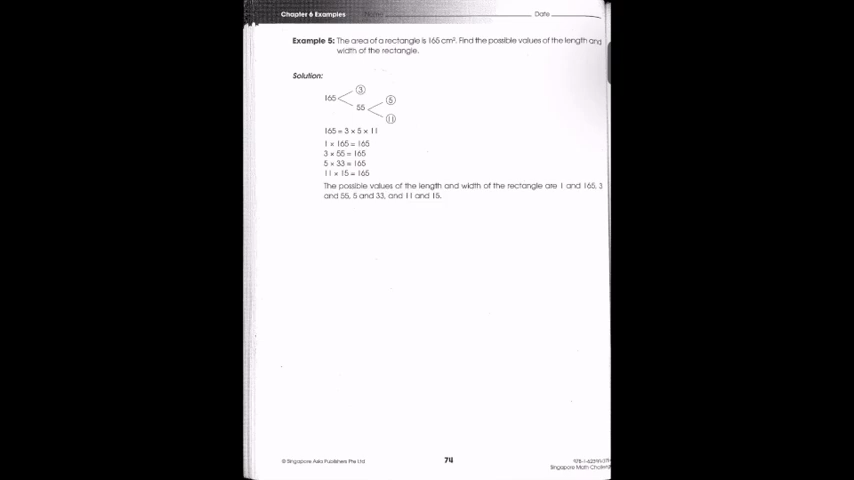 Chapter 6 Examples Name Date
Example 5: The area of a rectangle is 165 cm². Find the possible values of the length and
width of the rectangle.
Solution:
165
3
55
5
11
165 = 3 × 5 × 11
1 × 165 = 165
3 × 55 = 165
5 × 33 = 165
11 × 15 = 165
The possible values of the length and width of the rectangle are 1 and 165, 3
and 55, 5 and 33, and 11 and 15.
© Singapore Asia Publishers Pte Ltd
74
Singapore Math